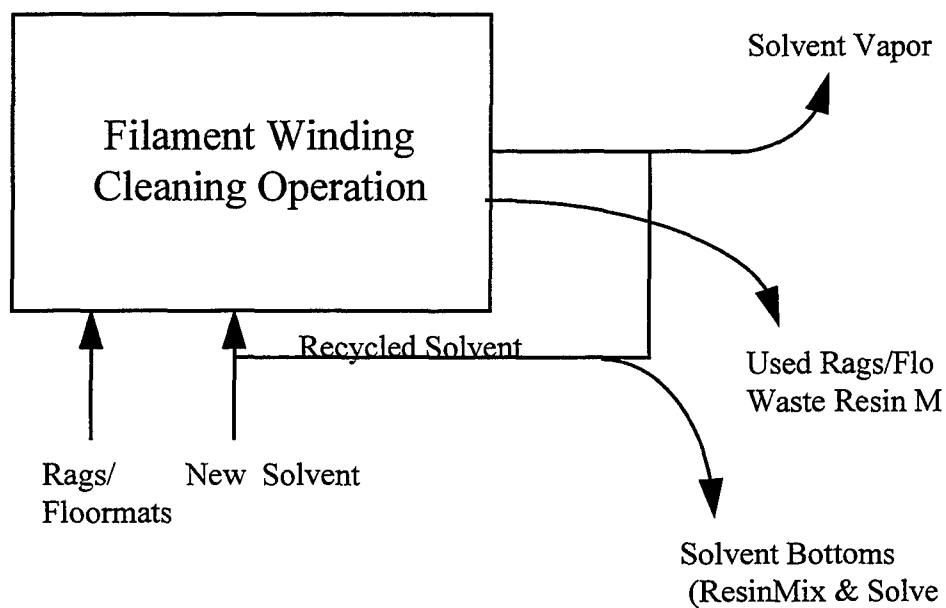 Solvent Vapor
Filament Winding
Cleaning Operation
Recycled Solvent
Used Rags/Flo
Waste Resin M
Rags/
Floormats
New Solvent
Solvent Bottoms
(ResinMix & Solve